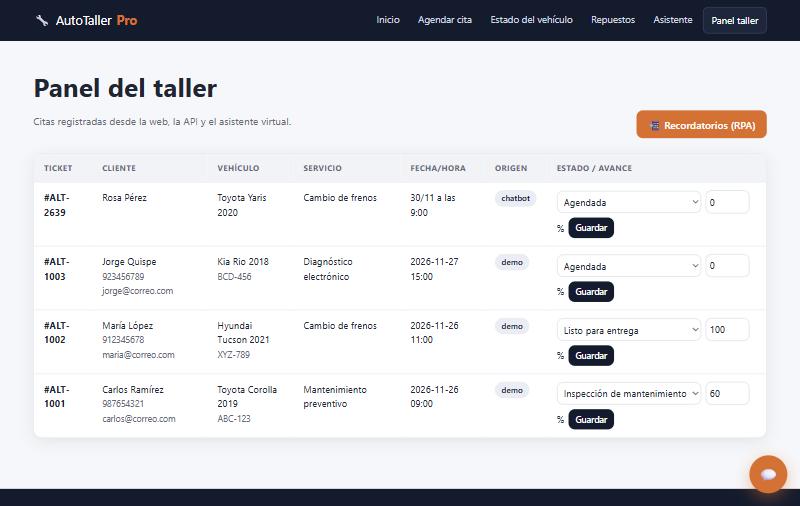 AutoTaller Pro
Inicio Agendar cita Estado del vehículo Repuestos Asistente Panel taller
Panel del taller
Citas registradas desde la web, la API y el asistente virtual.
Recordatorios (RPA)
TICKET CLIENTE VEHÍCULO SERVICIO FECHA/HORA ORIGEN ESTADO / AVANCE
#ALT- Rosa Pérez Toyota Yaris Cambio de frenos 30/11 a las chatbot Agendada 0
2639 2020 9:00 % Guardar
#ALT- Jorge Quispe Kia Rio 2018 Diagnóstico 2026-11-27 demo Agendada 0
1003 923456789 BCD-456 electrónico 15:00 % Guardar
jorge@correo.com
#ALT- María López Hyundai Cambio de frenos 2026-11-26 demo Listo para entrega 100
1002 912345678 Tucson 2021 11:00 % Guardar
maria@correo.com XYZ-789
#ALT- Carlos Ramírez Toyota Corolla Mantenimiento 2026-11-26 demo Inspección de mantenimiento 60
1001 987654321 2019 preventivo 09:00 % Guardar
carlos@correo.com ABC-123